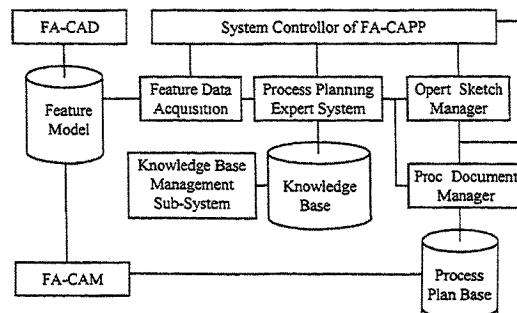 FA-CAD
System Controllor of FA-CAPP
Feature Model
Feature Data
Acquisition
Process Planning
Expert System
Opert Sketch
Manager
Knowledge Base
Management
Sub-System
Knowledge
Base
Proc Document
Manager
FA-CAM
Process
Plan Base